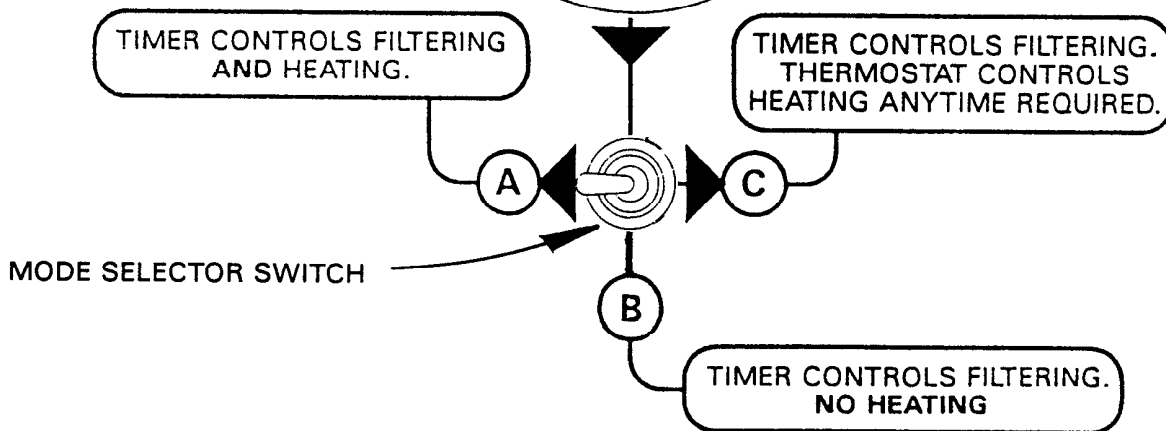 TIMER CONTROLS FILTERING
AND HEATING.
TIMER CONTROLS FILTERING.
THERMOSTAT CONTROLS
HEATING ANYTIME REQUIRED.
A
C
MODE SELECTOR SWITCH
B
TIMER CONTROLS FILTERING.
NO HEATING